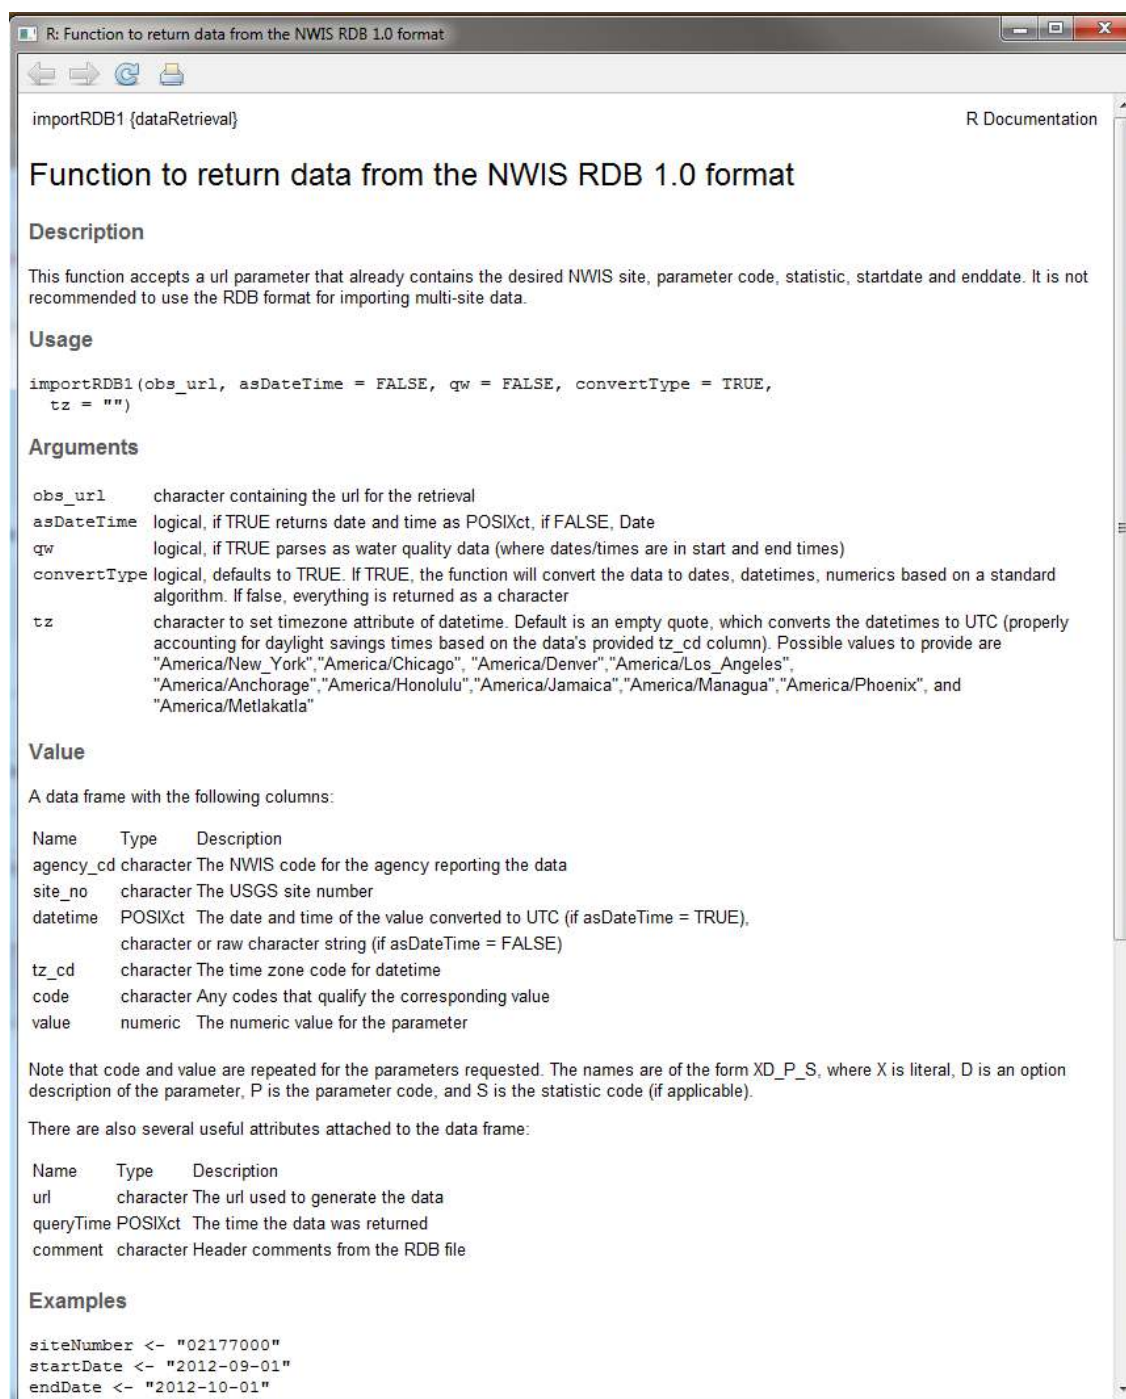 R: Function to return data from the NWIS RDB 1.0 format
importRDB1 {dataRetrieval} R Documentation
Function to return data from the NWIS RDB 1.0 format
Description
This function accepts a url parameter that already contains the desired NWIS site, parameter code, statistic, startdate and enddate. It is not
recommended to use the RDB format for importing multi-site data.
Usage
importRDB1(obs_url, asDateTime = FALSE, qw = FALSE, convertType = TRUE,
  tz = "")
Arguments
obs_url character containing the url for the retrieval
asDateTime logical, if TRUE returns date and time as POSIXct, if FALSE, Date
qw logical, if TRUE parses as water quality data (where dates/times are in start and end times)
convertType logical, defaults to TRUE. If TRUE, the function will convert the data to dates, datetimes, numerics based on a standard
algorithm. If false, everything is returned as a character
tz character to set timezone attribute of datetime. Default is an empty quote, which converts the datetimes to UTC (properly
accounting for daylight savings times based on the data's provided tz_cd column). Possible values to provide are
"America/New_York","America/Chicago", "America/Denver","America/Los_Angeles",
"America/Anchorage","America/Honolulu","America/Jamaica","America/Managua","America/Phoenix", and
"America/Metlakatla"
Value
A data frame with the following columns:
Name Type Description
agency_cd character The NWIS code for the agency reporting the data
site_no character The USGS site number
datetime POSIXct The date and time of the value converted to UTC (if asDateTime = TRUE),
character or raw character string (if asDateTime = FALSE)
tz_cd character The time zone code for datetime
code character Any codes that qualify the corresponding value
value numeric The numeric value for the parameter
Note that code and value are repeated for the parameters requested. The names are of the form XD_P_S, where X is literal, D is an option
description of the parameter, P is the parameter code, and S is the statistic code (if applicable).
There are also several useful attributes attached to the data frame:
Name Type Description
url character The url used to generate the data
queryTime POSIXct The time the data was returned
comment character Header comments from the RDB file
Examples
siteNumber <- "02177000"
startDate <- "2012-09-01"
endDate <- "2012-10-01"